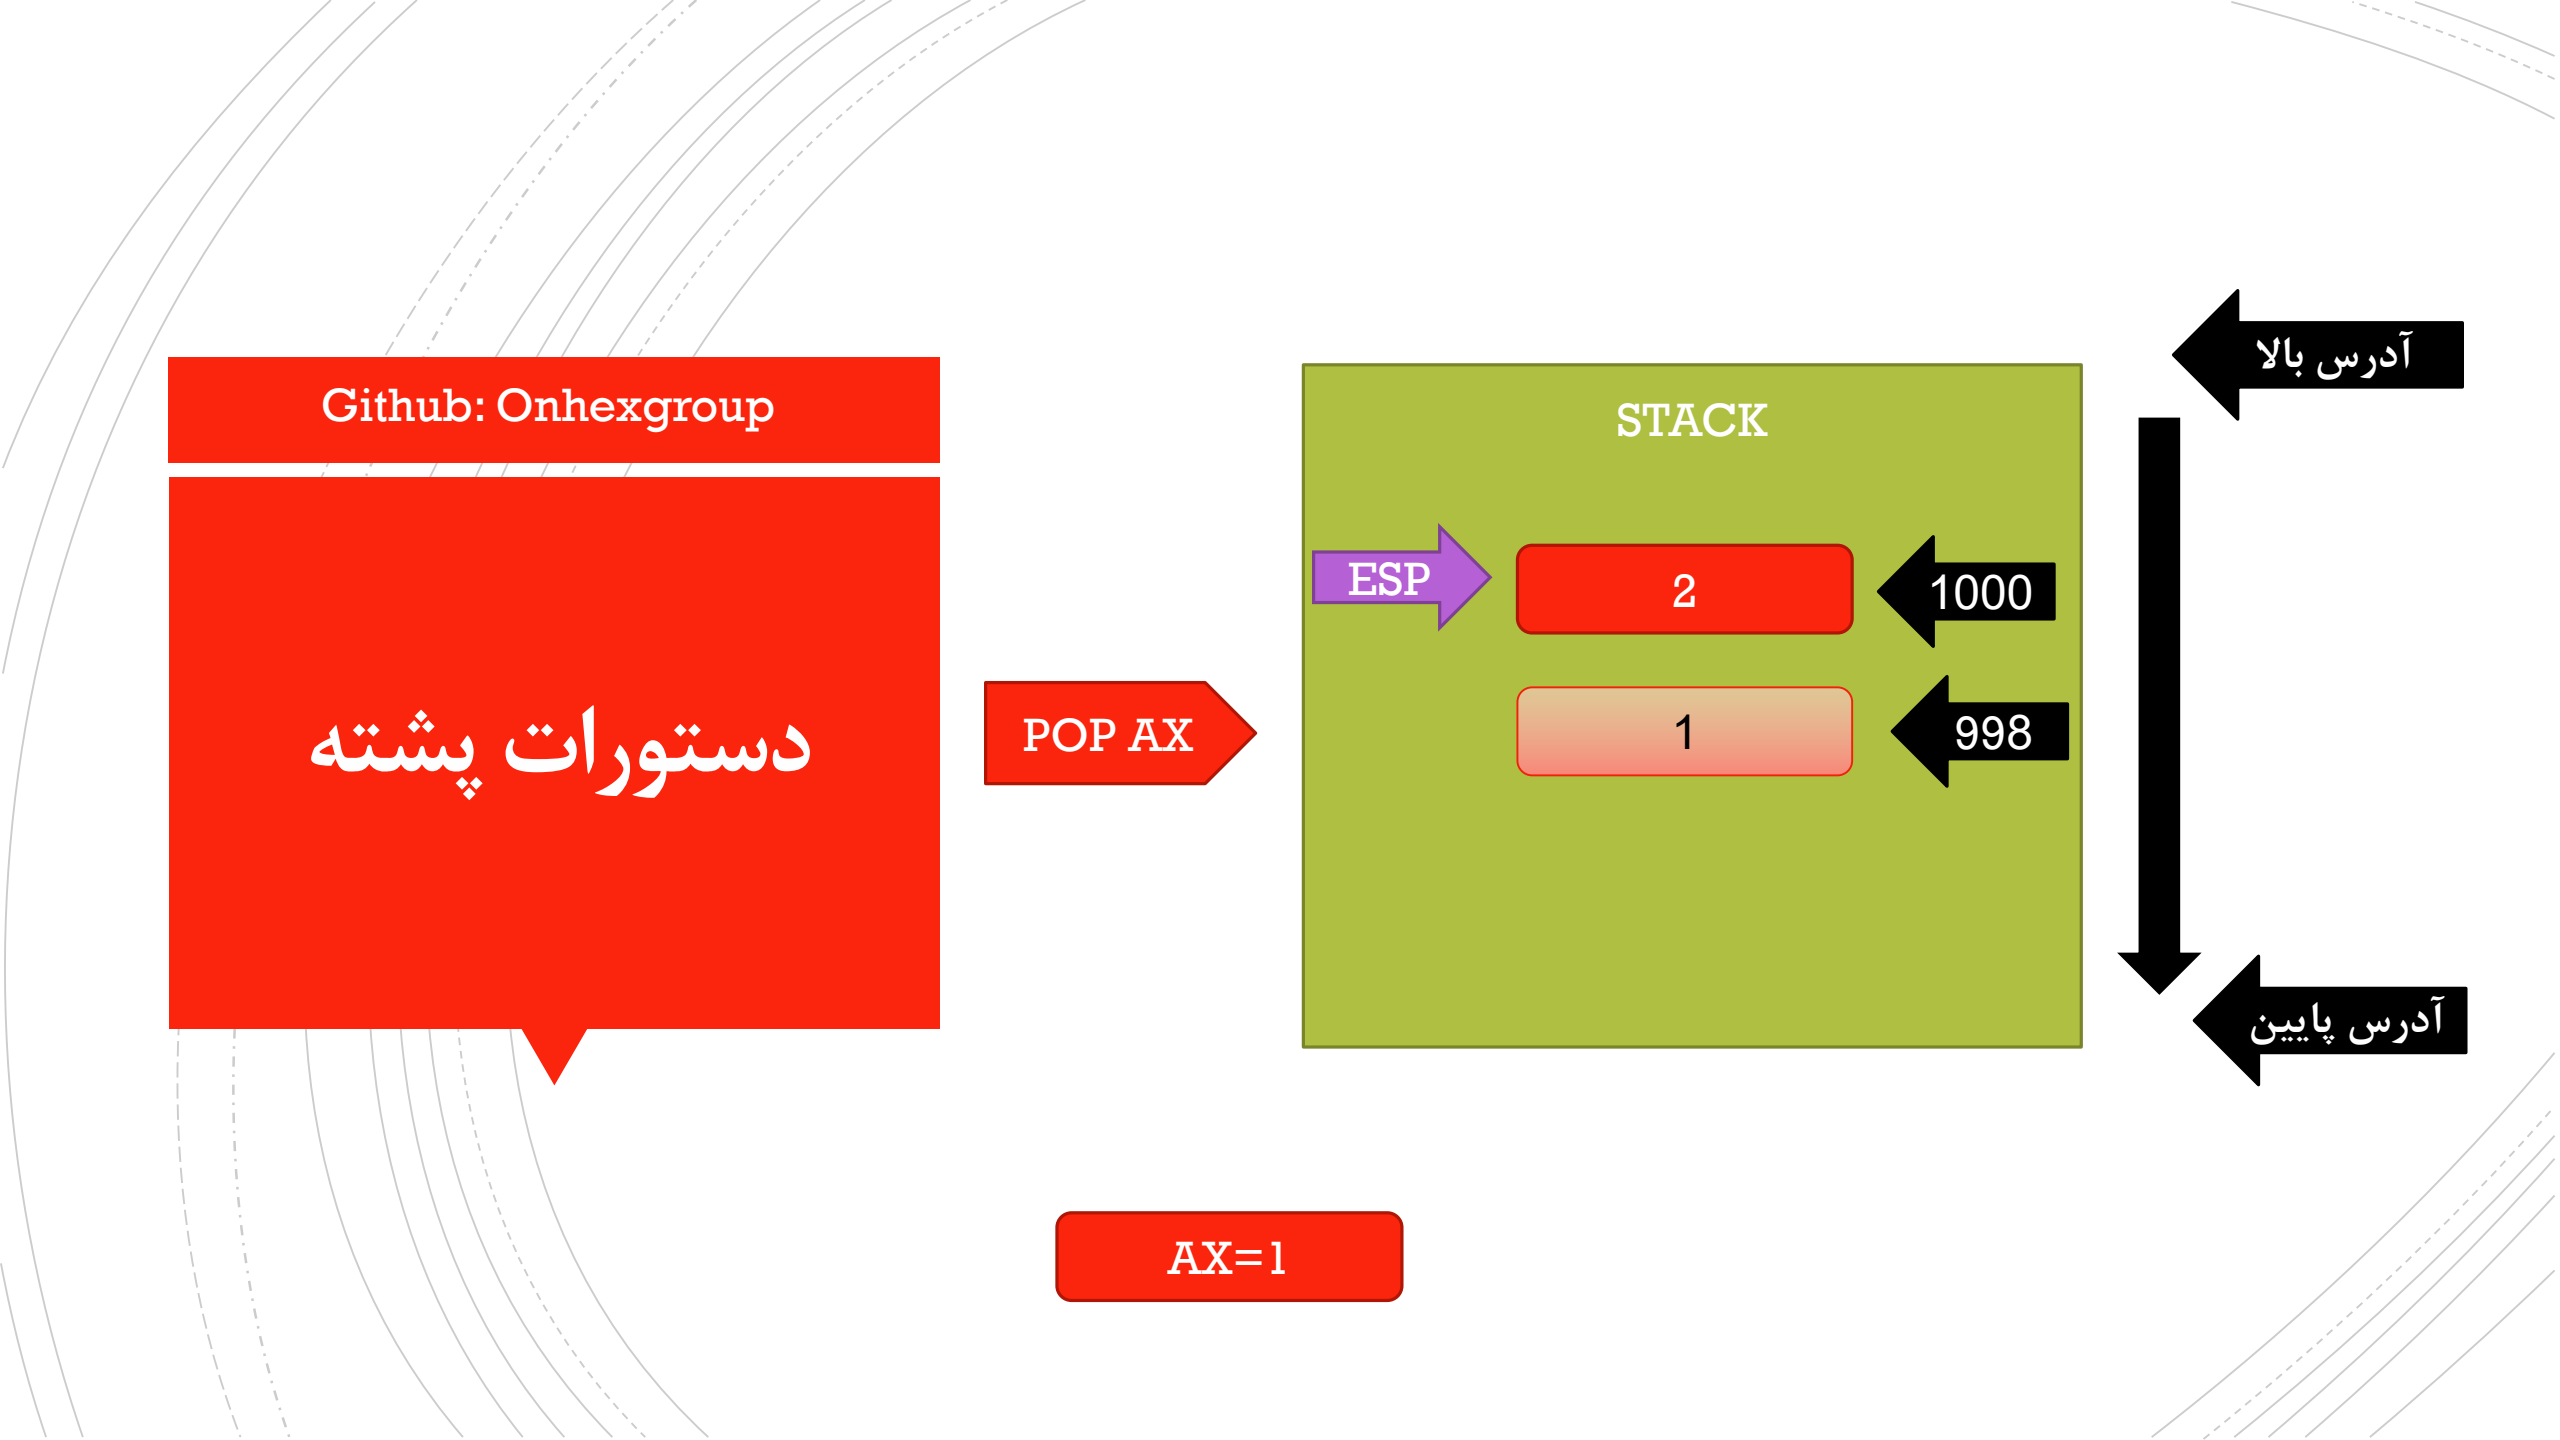 Github: Onhexgroup
دستورات پشته
POP AX
STACK
ESP
2
1000
1
998
آدرس بالا
آدرس پایین
AX=1